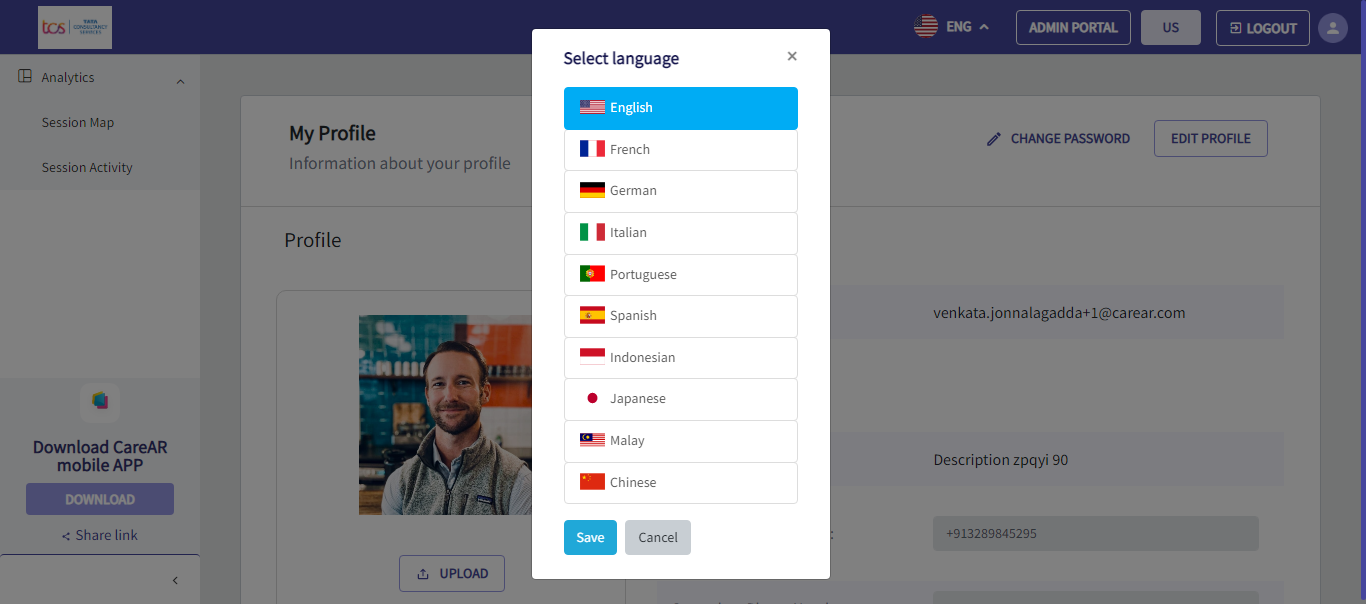 tcs TATA
CONSULTANCY
SERVICES
ENG
ADMIN PORTAL
US
LOGOUT
Analytics
Session Map
Session Activity
Download CareAR
mobile APP
DOWNLOAD
Share link
My Profile
Information about your profile
CHANGE PASSWORD
EDIT PROFILE
Profile
UPLOAD
venkata.jonnalagadda+1@carear.com
Description zpqyi 90
:
+913289845295
Select language
×
English
French
German
Italian
Portuguese
Spanish
Indonesian
Japanese
Malay
Chinese
Save
Cancel